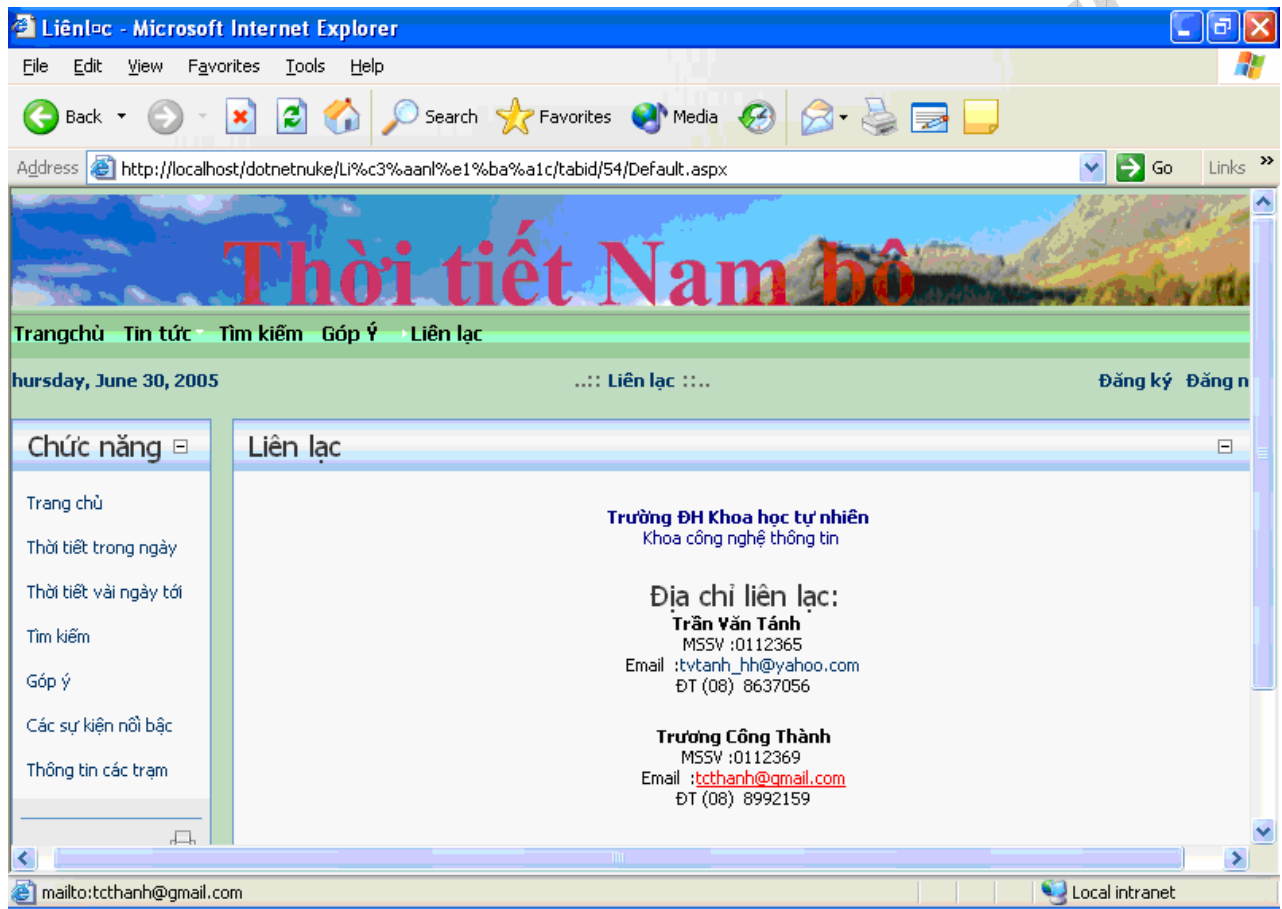 Liênl¤c - Microsoft Internet Explorer
File Edit View Favorites Tools Help
Back Search Favorites Media
Address http://localhost/dotnetnuke/Li%c3%aanl%e1%ba%a1c/tabid/54/Default.aspx Go Links »
Thời tiết Nam bô
Trangchủ Tin tức Tìm kiếm Góp Ý Liên lạc
hursday, June 30, 2005 ..:: Liên lạc ::.. Đăng ký Đăng n
Chức năng
Trang chủ
Thời tiết trong ngày
Thời tiết vài ngày tới
Tìm kiếm
Góp ý
Các sự kiện nổi bậc
Thông tin các trạm
Liên lạc
Trường ĐH Khoa học tự nhiên
Khoa công nghệ thông tin
Địa chỉ liên lạc:
Trần Văn Tánh
MSSV :0112365
Email :tvtanh_hh@yahoo.com
ĐT (08) 8637056
Trương Công Thành
MSSV :0112369
Email :tcthanh@gmail.com
ĐT (08) 8992159
mailto:tcthanh@gmail.com Local intranet